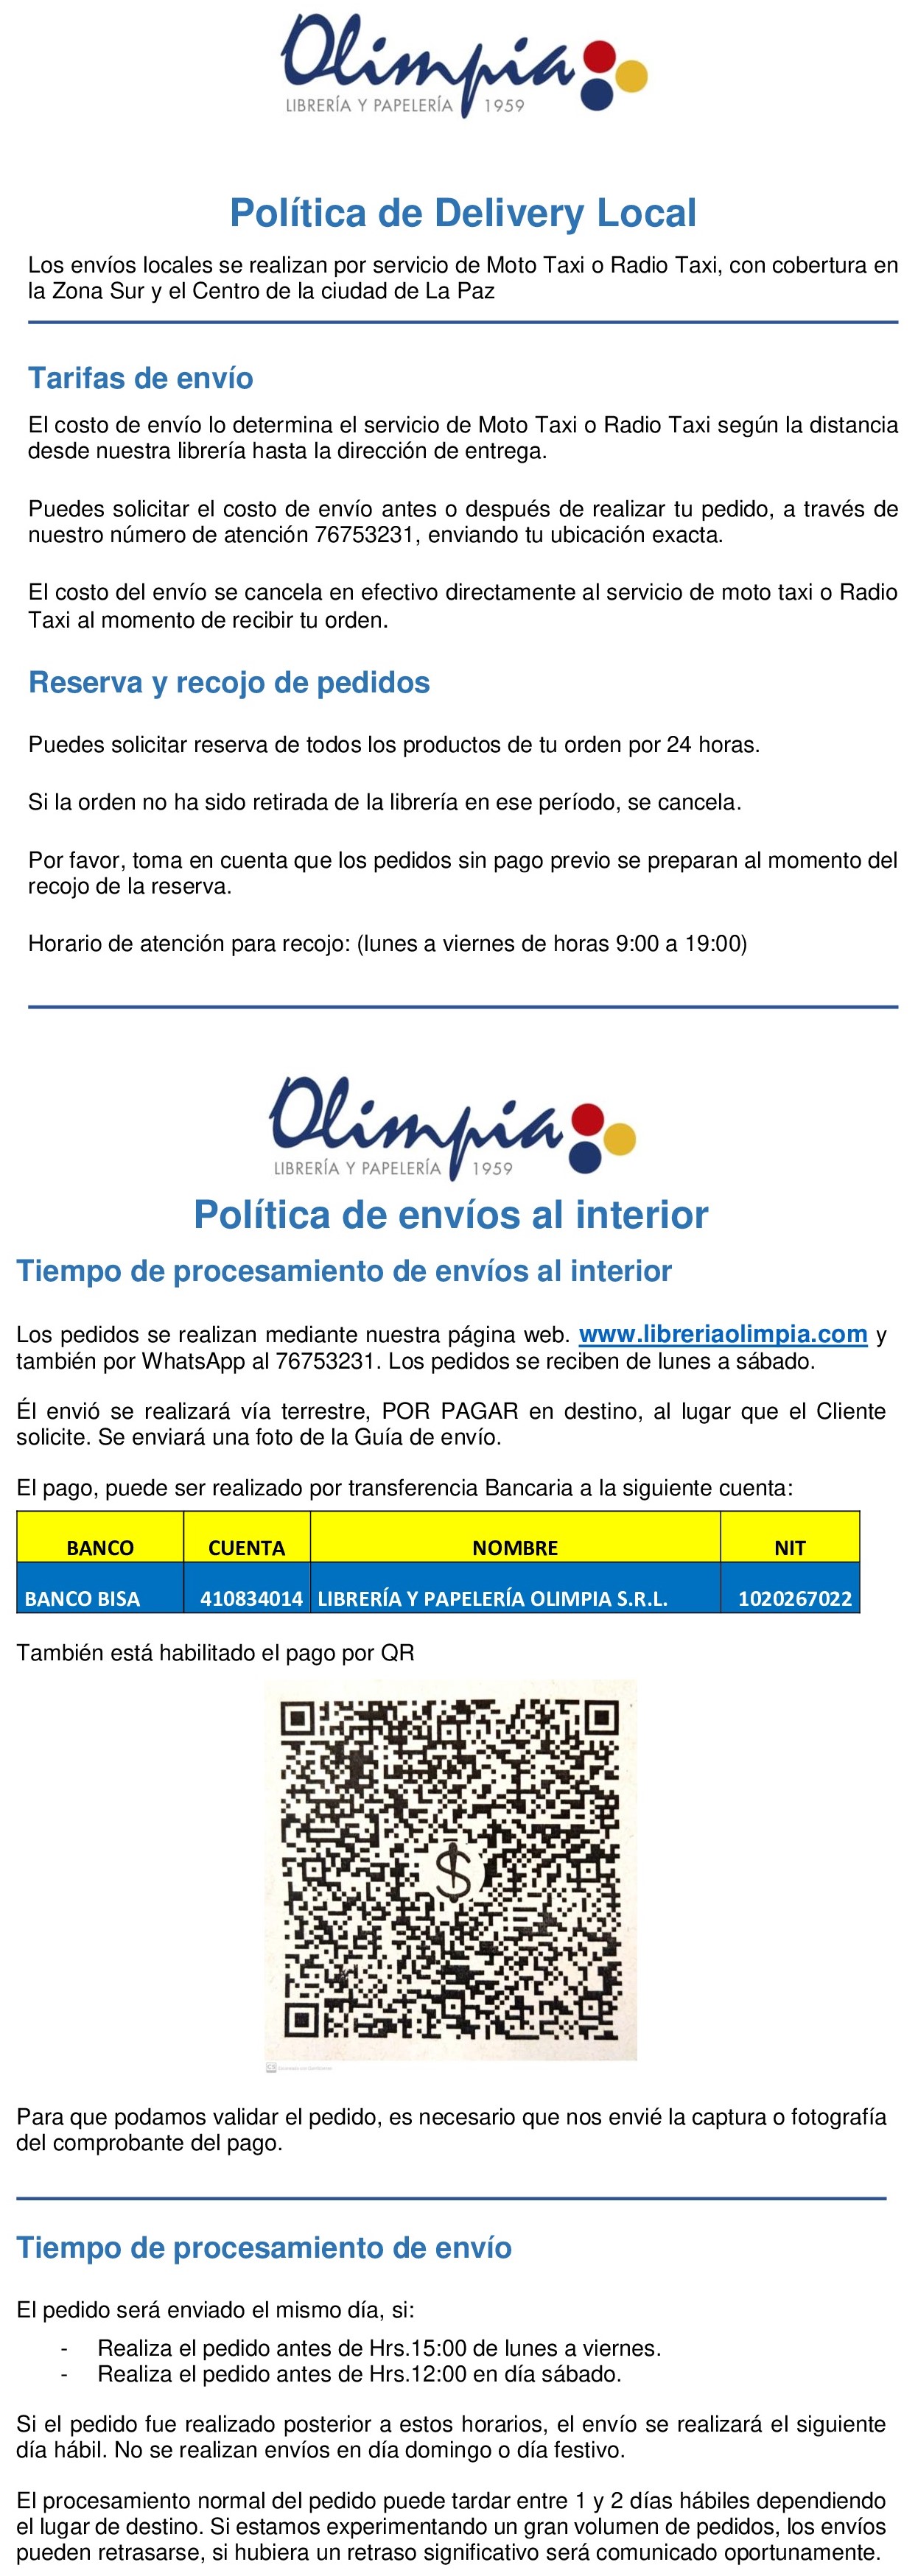 Olimpia
LIBRERÍA Y PAPELERÍA 1959
Política de Delivery Local
Los envíos locales se realizan por servicio de Moto Taxi o Radio Taxi, con cobertura en
la Zona Sur y el Centro de la ciudad de La Paz
Tarifas de envío
El costo de envío lo determina el servicio de Moto Taxi o Radio Taxi según la distancia
desde nuestra librería hasta la dirección de entrega.
Puedes solicitar el costo de envío antes o después de realizar tu pedido, a través de
nuestro número de atención 76753231, enviando tu ubicación exacta.
El costo del envío se cancela en efectivo directamente al servicio de moto taxi o Radio
Taxi al momento de recibir tu orden.
Reserva y recojo de pedidos
Puedes solicitar reserva de todos los productos de tu orden por 24 horas.
Si la orden no ha sido retirada de la librería en ese período, se cancela.
Por favor, toma en cuenta que los pedidos sin pago previo se preparan al momento del
recojo de la reserva.
Horario de atención para recojo: (lunes a viernes de horas 9:00 a 19:00)
Olimpia
LIBRERÍA Y PAPELERÍA 1959
Política de envíos al interior
Tiempo de procesamiento de envíos al interior
Los pedidos se realizan mediante nuestra página web. www.libreriaolimpia.com y
también por WhatsApp al 76753231. Los pedidos se reciben de lunes a sábado.
Él envió se realizará vía terrestre, POR PAGAR en destino, al lugar que el Cliente
solicite. Se enviará una foto de la Guía de envío.
El pago, puede ser realizado por transferencia Bancaria a la siguiente cuenta:
BANCO CUENTA NOMBRE NIT
BANCO BISA 410834014 LIBRERÍA Y PAPELERÍA OLIMPIA S.R.L. 1020267022
También está habilitado el pago por QR
Para que podamos validar el pedido, es necesario que nos envié la captura o fotografía
del comprobante del pago.
Tiempo de procesamiento de envío
El pedido será enviado el mismo día, si:
- Realiza el pedido antes de Hrs.15:00 de lunes a viernes.
- Realiza el pedido antes de Hrs.12:00 en día sábado.
Si el pedido fue realizado posterior a estos horarios, el envío se realizará el siguiente
día hábil. No se realizan envíos en día domingo o día festivo.
El procesamiento normal del pedido puede tardar entre 1 y 2 días hábiles dependiendo
el lugar de destino. Si estamos experimentando un gran volumen de pedidos, los envíos
pueden retrasarse, si hubiera un retraso significativo será comunicado oportunamente.